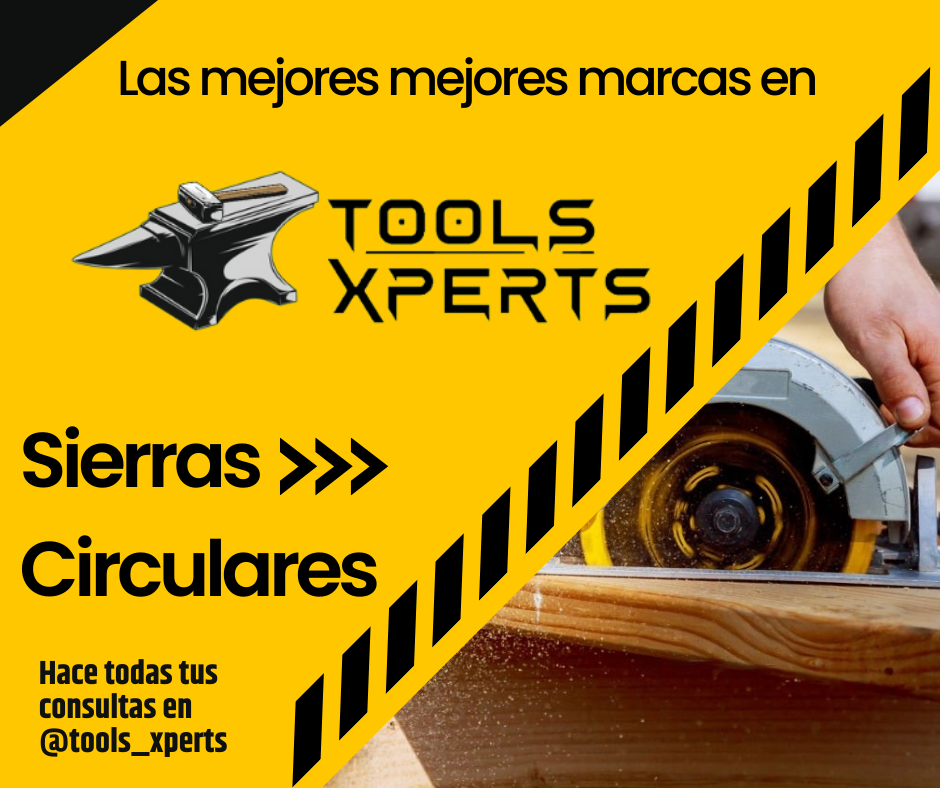 Las mejores mejores marcas en
TOOLS
XPERTS
Sierras >>>
Circulares
Hace todas tus
consultas en
@tools_xperts